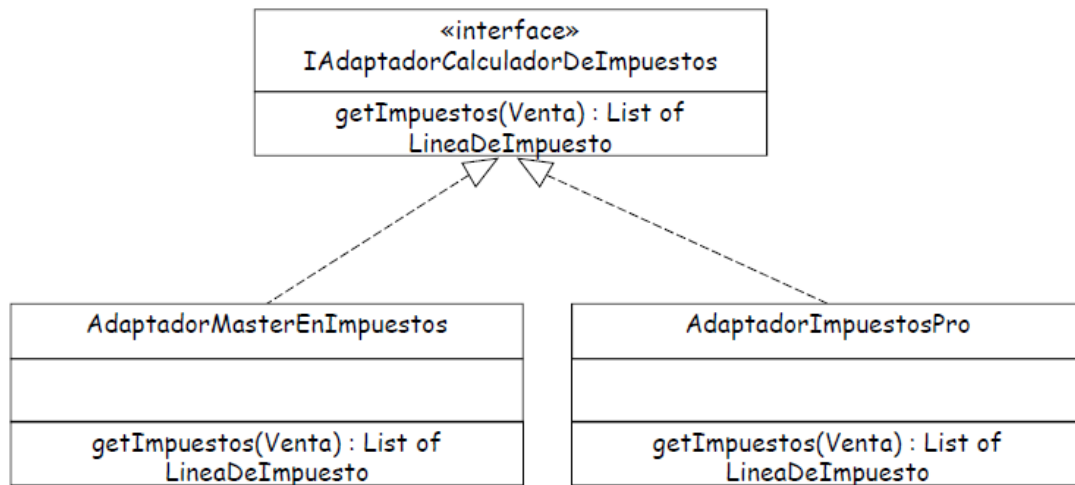 «interface»
IAdaptadorCalculadorDeImpuestos
getImpuestos(Venta) : List of
LineaDeImpuesto
AdaptadorMasterEnImpuestos
getImpuestos(Venta) : List of
LineaDeImpuesto
AdaptadorImpuestosPro
getImpuestos(Venta) : List of
LineaDeImpuesto